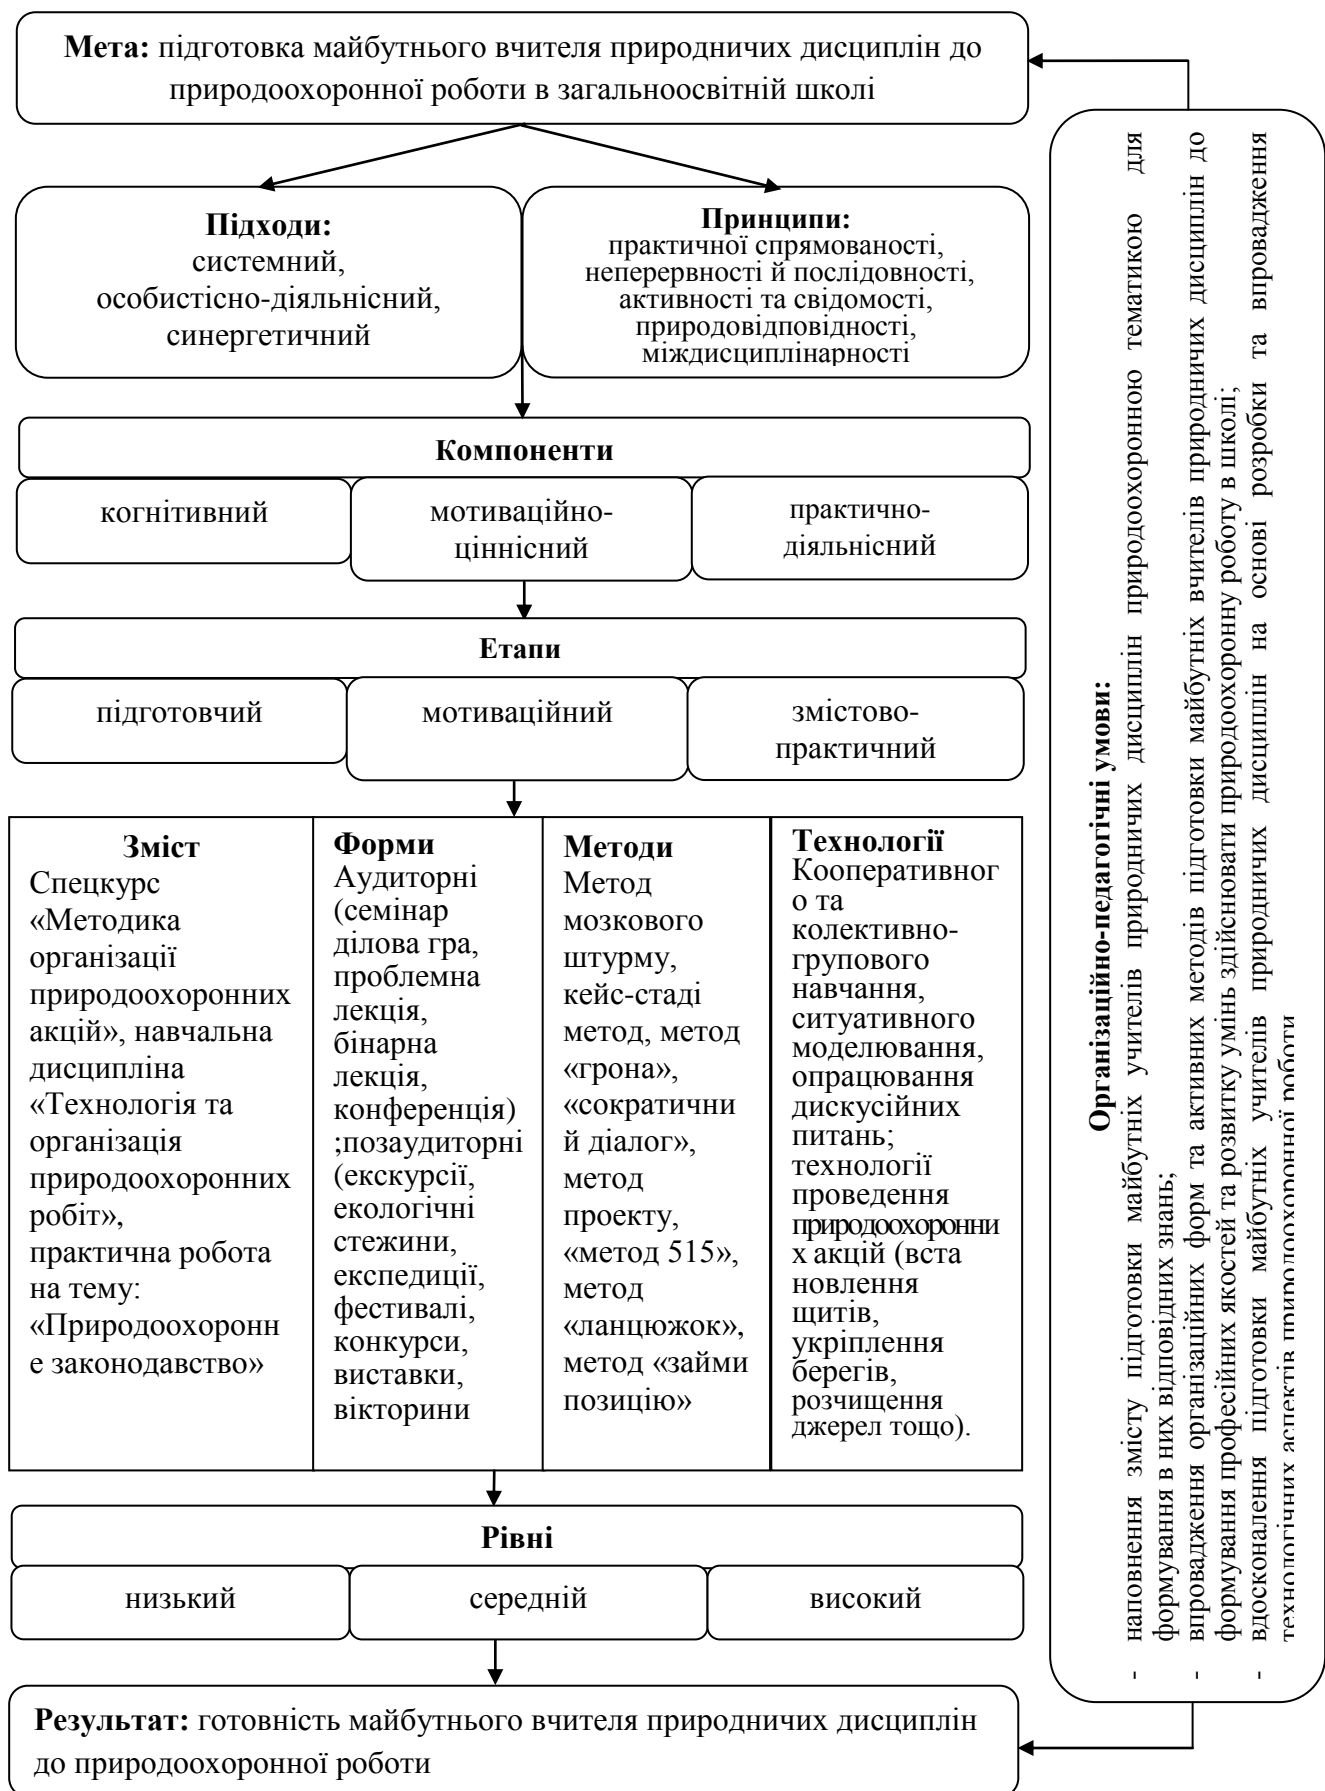 Мета: підготовка майбутнього вчителя природничих дисциплін до
природоохоронної роботи в загальноосвітній школі
Підходи:
системний,
особистісно-діяльнісний,
синергетичний
Принципи:
практичної спрямованості,
неперервності й послідовності,
активності та свідомості,
природовідповідності,
міждисциплінарності
Компоненти
когнітивний
мотиваційно-
ціннісний
практично-
діяльнісний
Етапи
підготовчий
мотиваційний
змістово-
практичний
Зміст
Спецкурс
«Методика
організації
природоохоронних
акцій», навчальна
дисципліна
«Технологія та
організація
природоохоронних
робіт»,
практична робота
на тему:
«Природоохоронн
е законодавство»
Форми
Аудиторні
(семінар
ділова гра,
проблемна
лекція,
бінарна
лекція,
конференція)
;позаудиторні
(екскурсії,
екологічні
стежини,
експедиції,
фестивалі,
конкурси,
виставки,
вікторини
Методи
Метод
мозкового
штурму,
кейс-стаді
метод, метод
«грона»,
«сократични
й діалог»,
метод
проекту,
«метод 515»,
метод
«ланцюжок»,
метод «займи
позицію»
Технології
Кооперативног
о та
колективно-
групового
навчання,
ситуативного
моделювання,
опрацювання
дискусійних
питань;
технології
проведення
природоохоронни
х акцій (вста
новлення
щитів,
укріплення
берегів,
розчищення
джерел тощо).
Рівні
низький
середній
високий
Результат: готовність майбутнього вчителя природничих дисциплін
до природоохоронної роботи
Організаційно-педагогічні умови:
- наповнення змісту підготовки майбутніх учителів природничих дисциплін природоохоронною тематикою для
формування в них відповідних знань;
- впровадження організаційних форм та активних методів підготовки майбутніх вчителів природничих дисциплін до
формування професійних якостей та розвитку умінь здійснювати природоохоронну роботу в школі;
- вдосконалення підготовки майбутніх учителів природничих дисциплін на основі розробки та впровадження
технологічних аспектів природоохоронної роботи